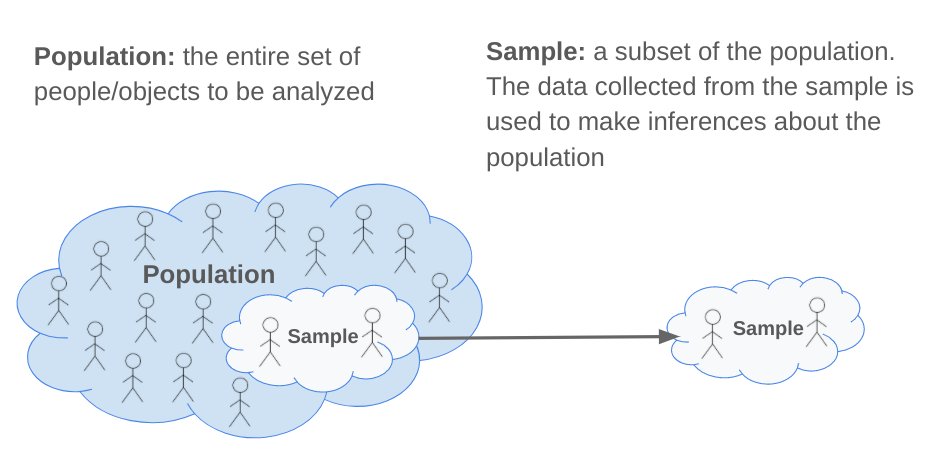 Population: the entire set of
people/objects to be analyzed
Sample: a subset of the population.
The data collected from the sample is
used to make inferences about the
population
Population
Sample
Sample